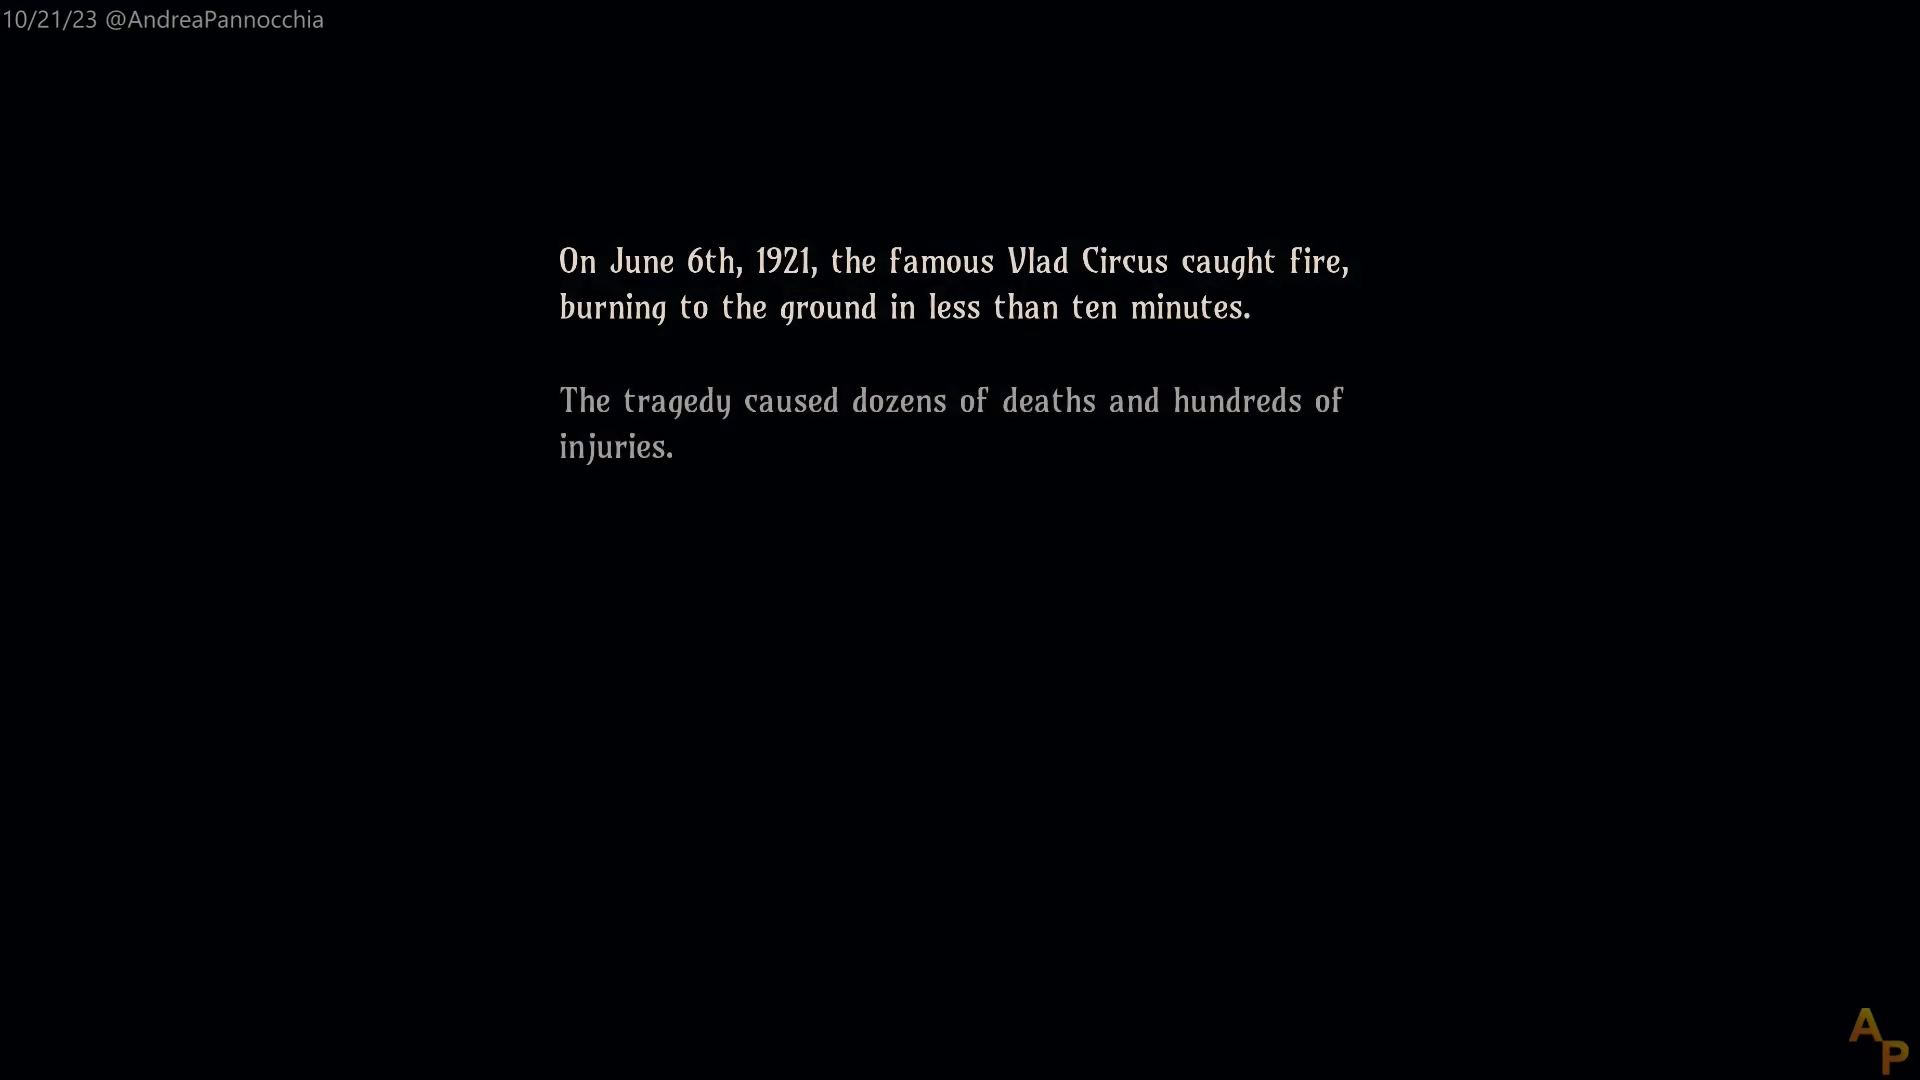 10/21/23 @AndreaPannocchia
On June 6th, 1921, the famous Vlad Circus caught fire,
burning to the ground in less than ten minutes.
The tragedy caused dozens of deaths and hundreds of
injuries.
A
P